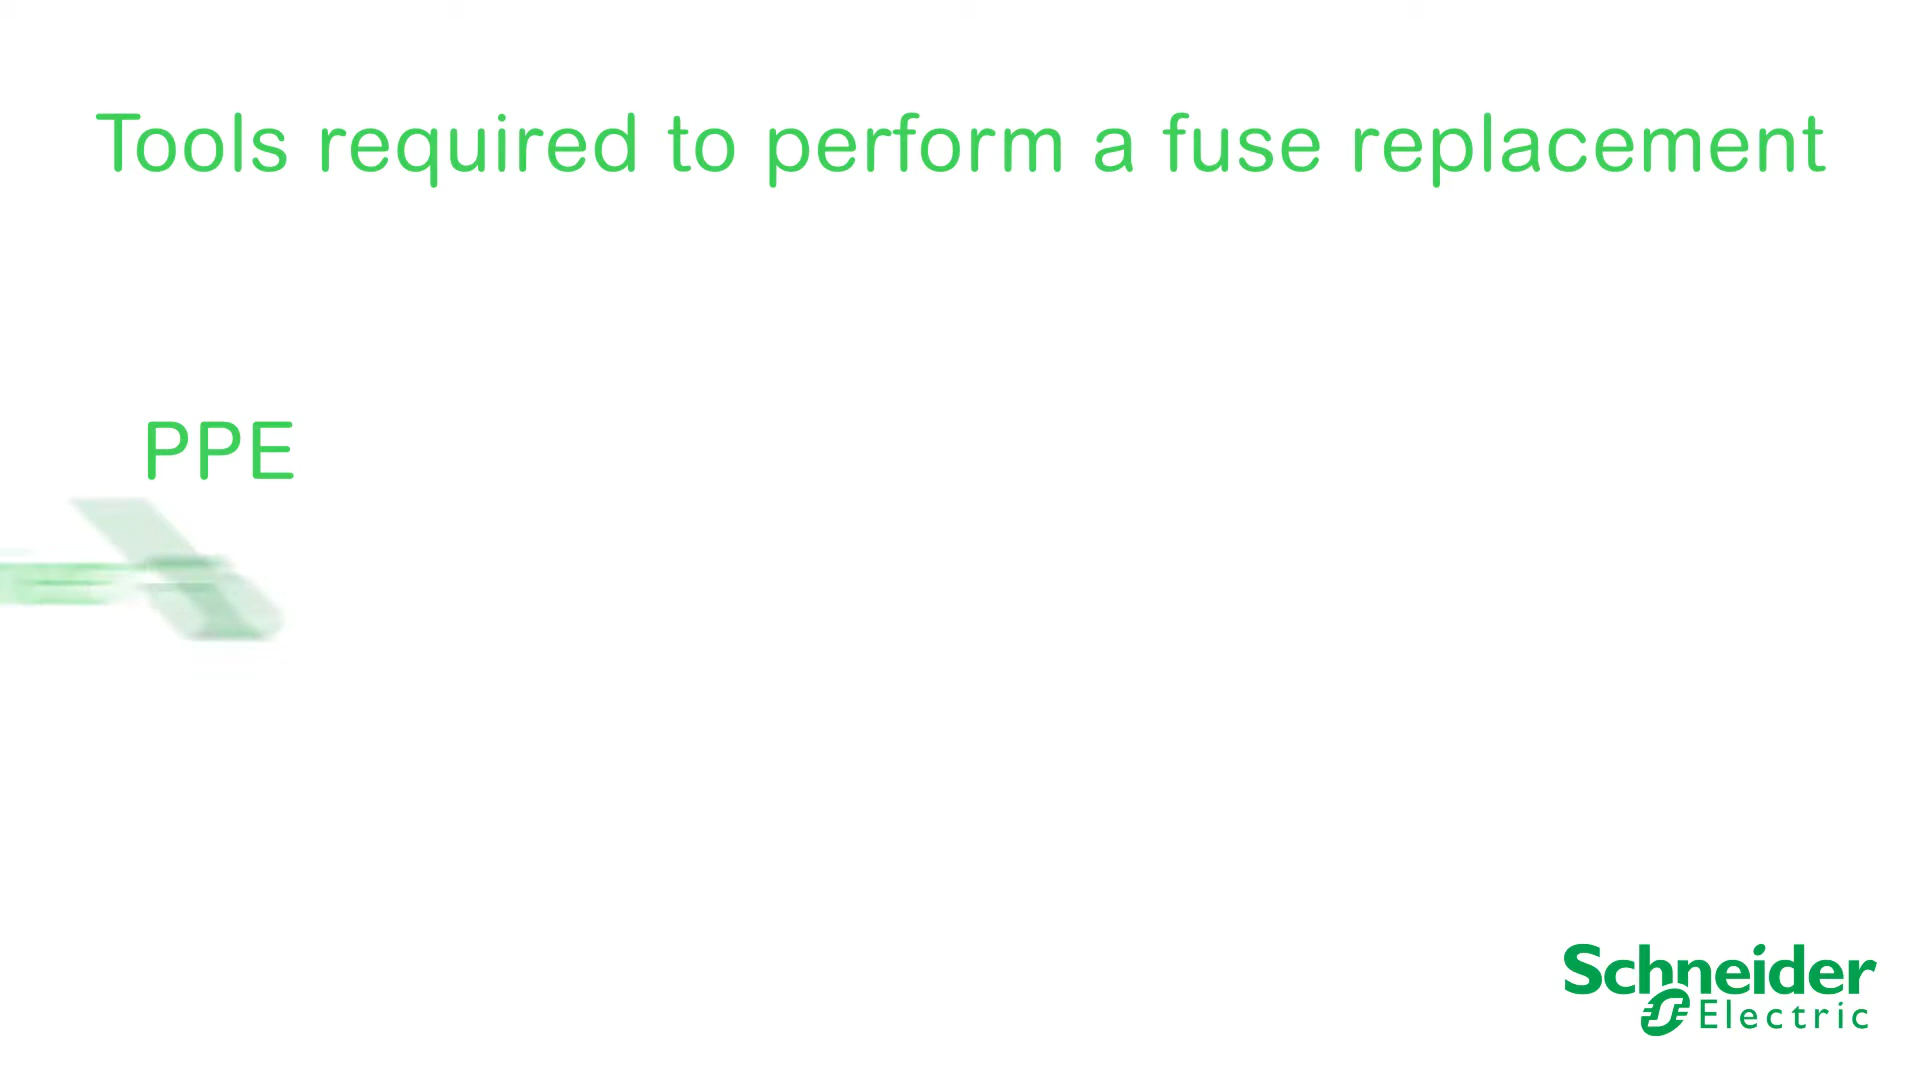 Tools required to perform a fuse replacement
PPE
Schneider
Electric